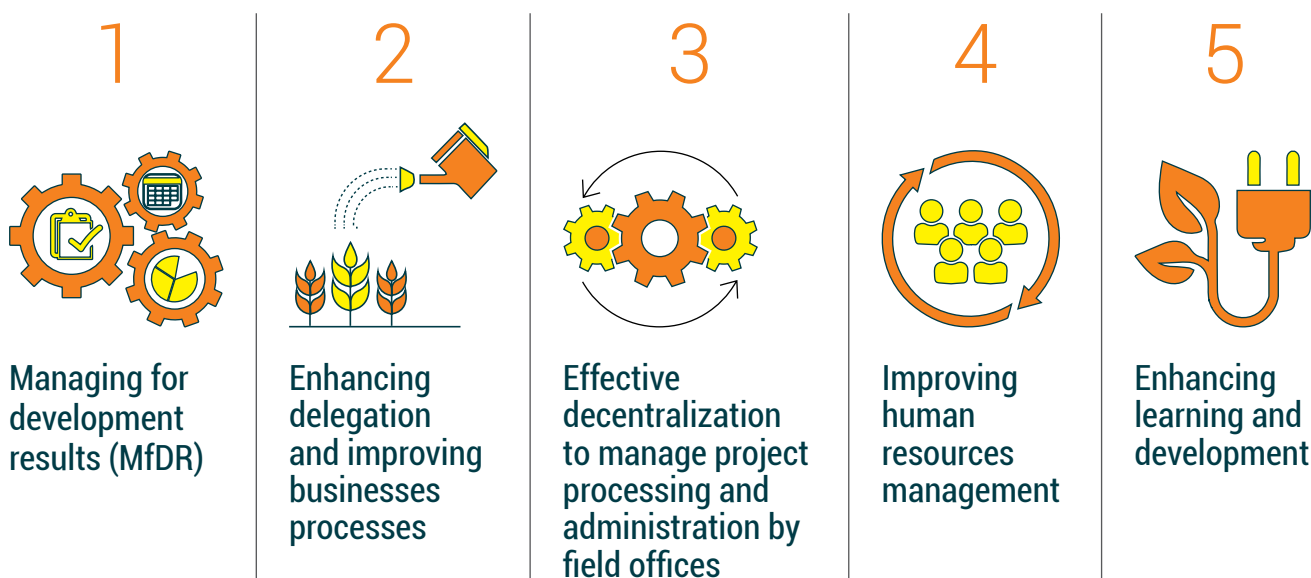 1
Managing for
development
results (MfDR)
2
Enhancing
delegation
and improving
businesses
processes
3
Effective
decentralization
to manage project
processing and
administration by
field offices
4
Improving
human
resources
management
5
Enhancing
learning and
development